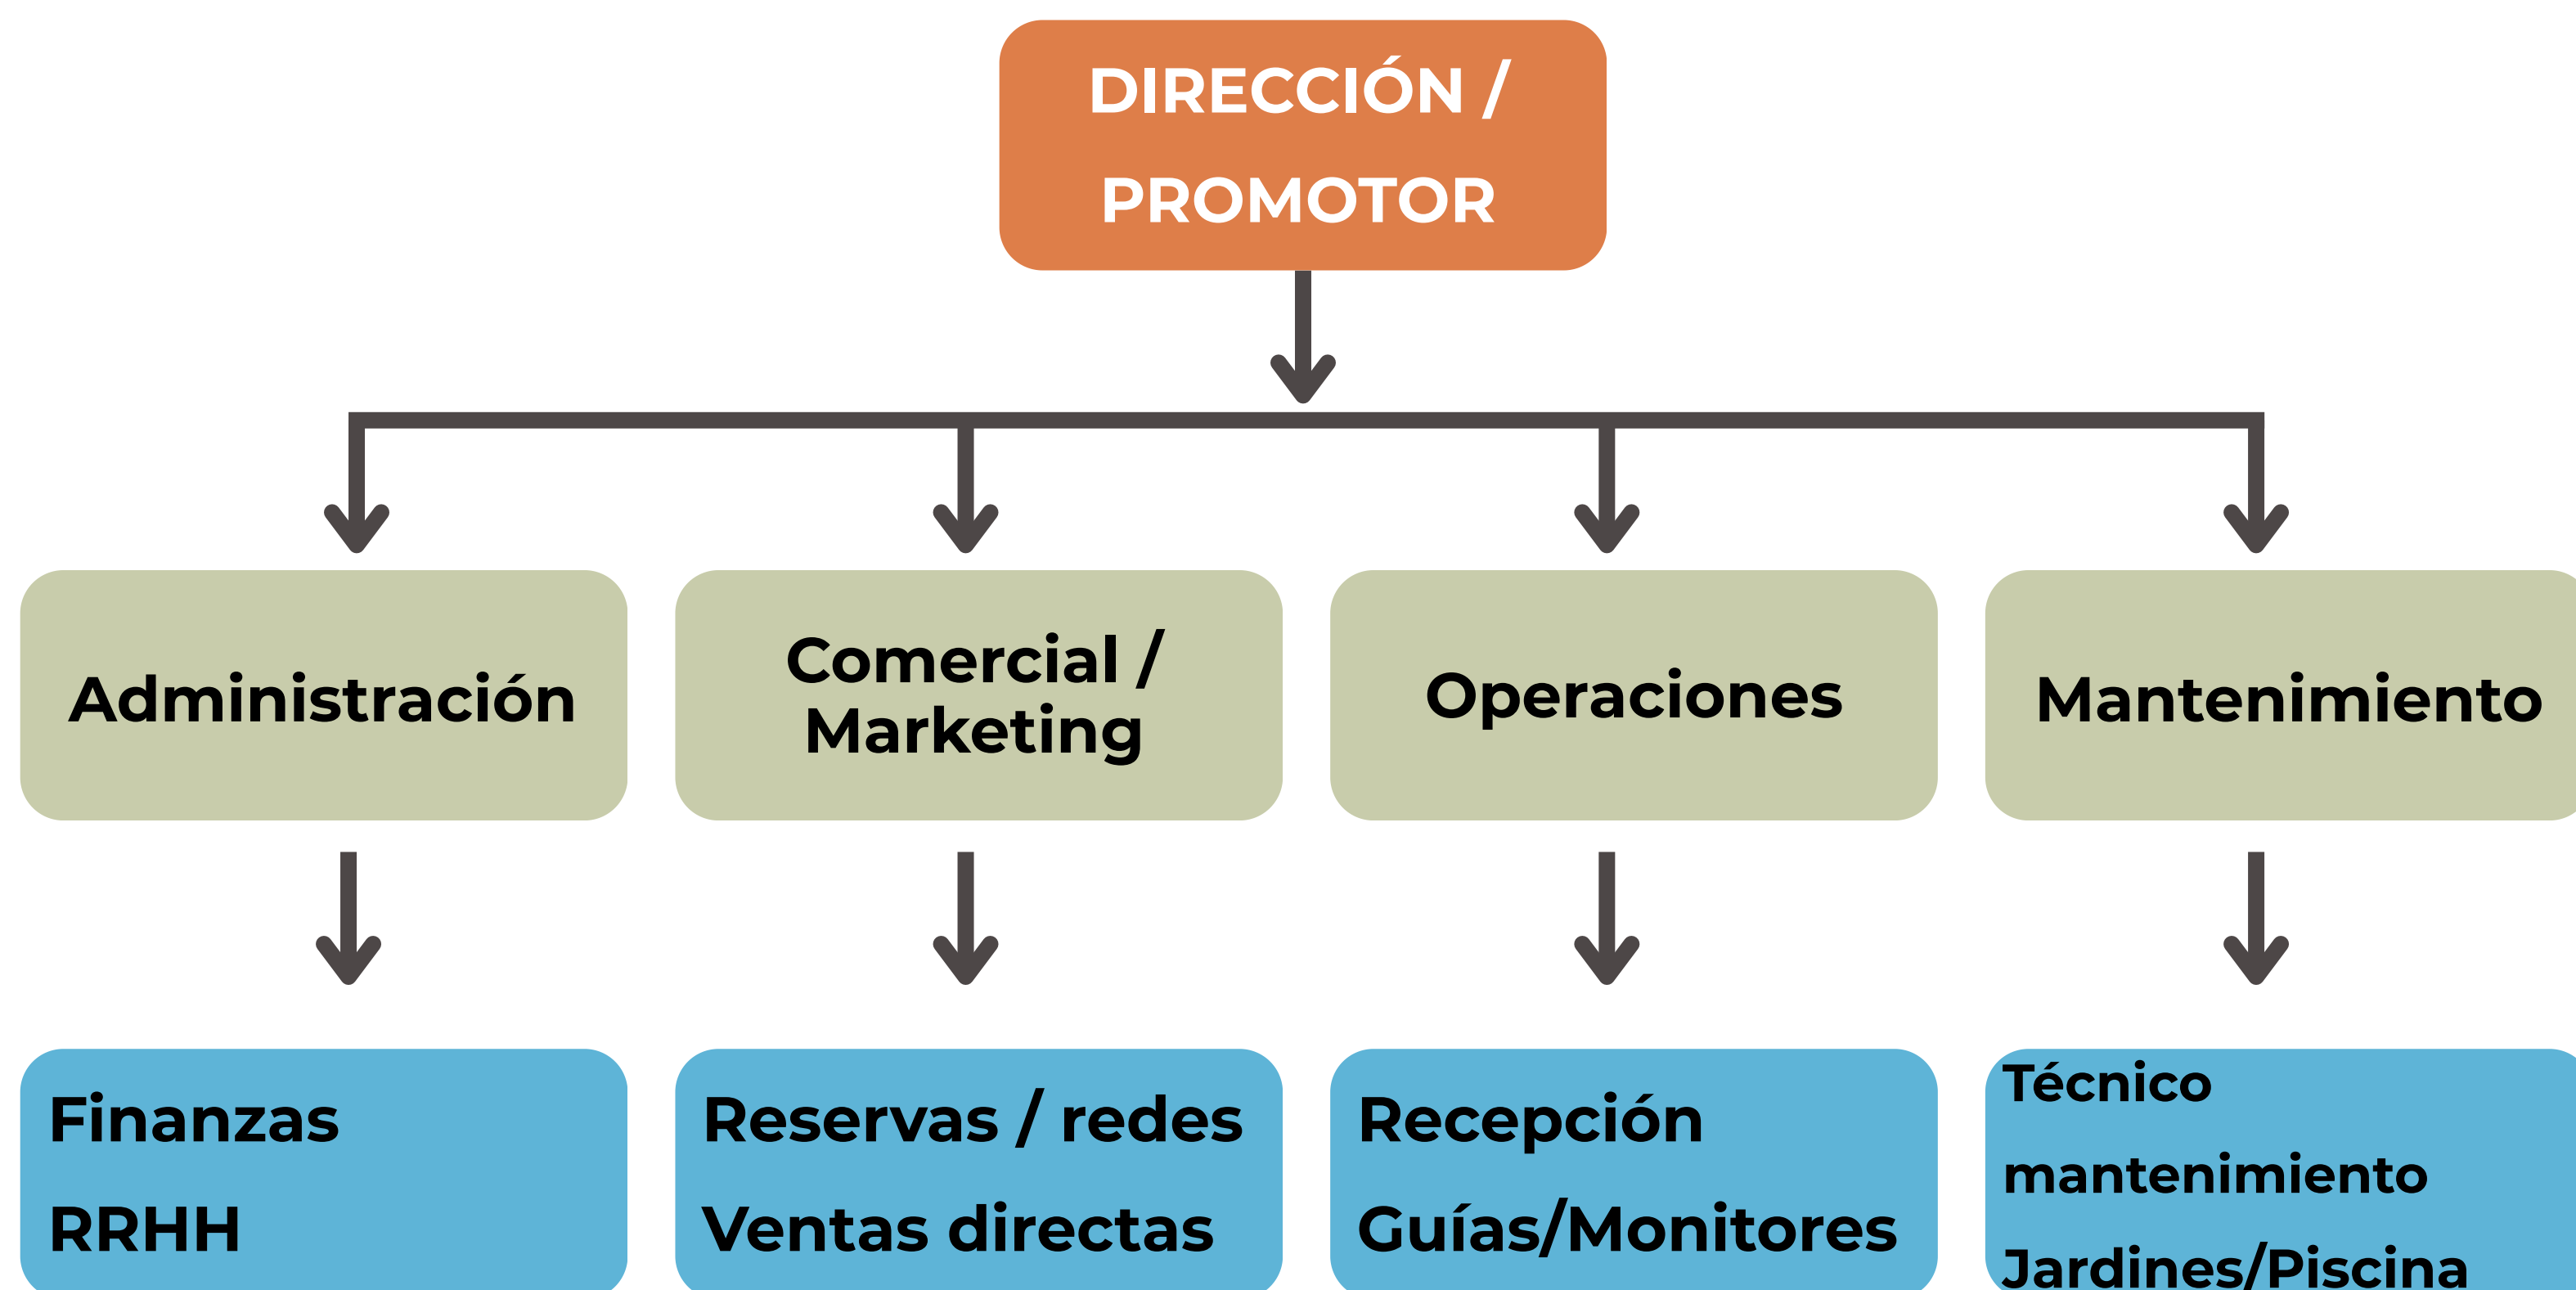 DIRECCIÓN /
PROMOTOR
Administración
Comercial /
Marketing
Operaciones
Mantenimiento
Finanzas
RRHH
Reservas / redes
Ventas directas
Recepción
Guías/Monitores
Técnico
mantenimiento
Jardines/Piscina